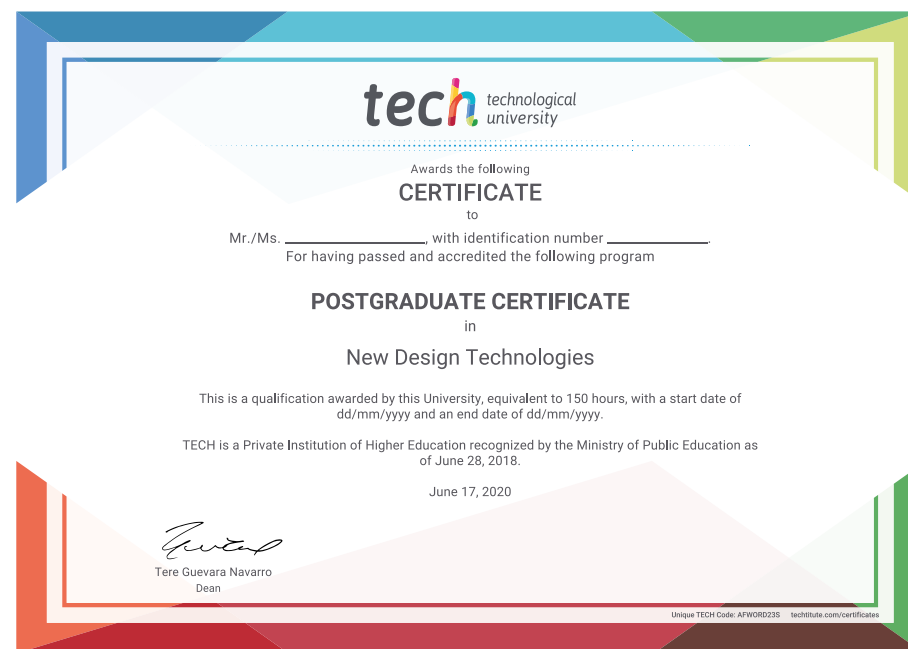 tech technological
university
Awards the following
CERTIFICATE
to
Mr./Ms. ____________________, with identification number ______________.
For having passed and accredited the following program
POSTGRADUATE CERTIFICATE
in
New Design Technologies
This is a qualification awarded by this University, equivalent to 150 hours, with a start date of
dd/mm/yyyy and an end date of dd/mm/yyyy.
TECH is a Private Institution of Higher Education recognized by the Ministry of Public Education as
of June 28, 2018.
June 17, 2020
Tere Guevara Navarro
Dean
Unique TECH Code: AFWORD23S techtitute.com/certificates